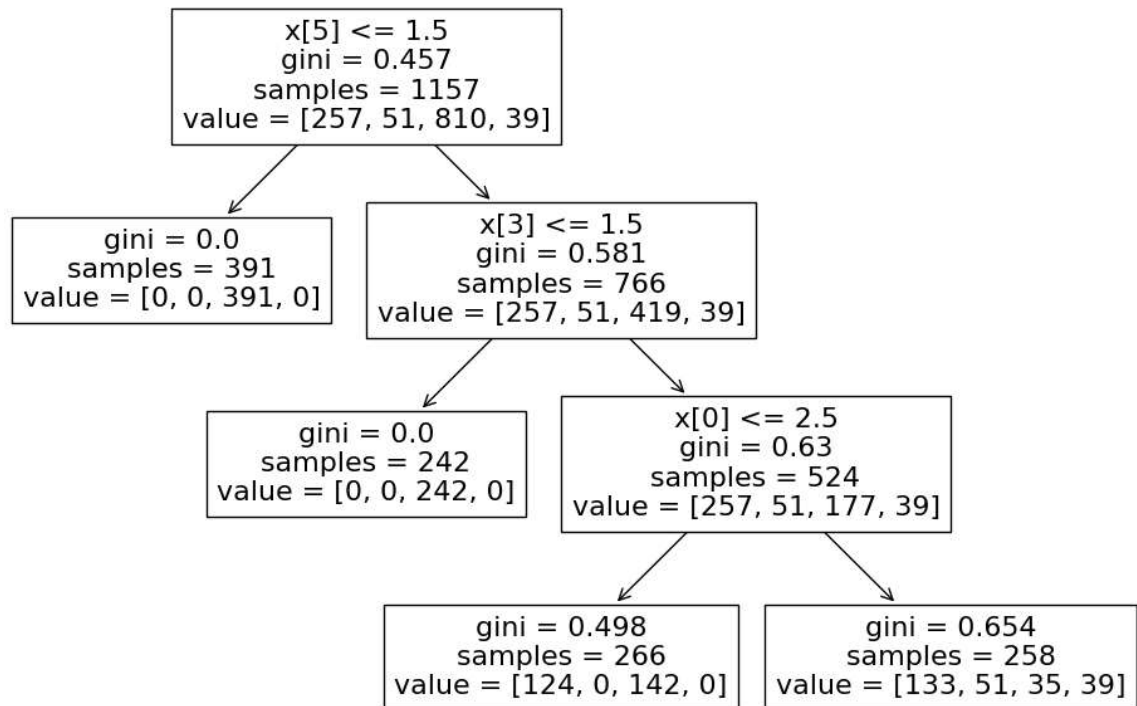 x[5] <= 1.5
gini = 0.457
samples = 1157
value = [257, 51, 810, 39]
gini = 0.0
samples = 391
value = [0, 0, 391, 0]
x[3] <= 1.5
gini = 0.581
samples = 766
value = [257, 51, 419, 39]
gini = 0.0
samples = 242
value = [0, 0, 242, 0]
x[0] <= 2.5
gini = 0.63
samples = 524
value = [257, 51, 177, 39]
gini = 0.498
samples = 266
value = [124, 0, 142, 0]
gini = 0.654
samples = 258
value = [133, 51, 35, 39]